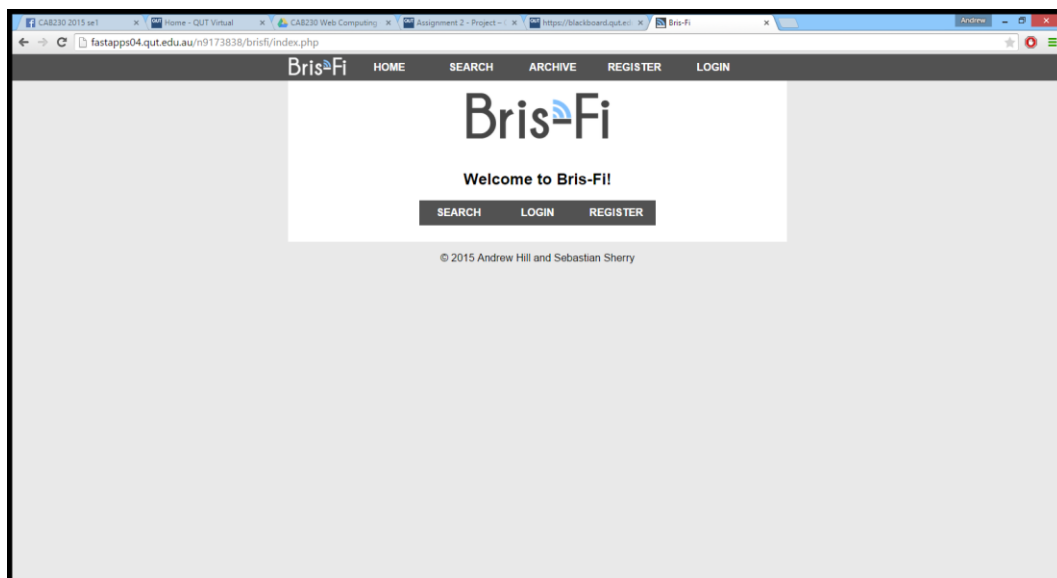 CAB230 2015 se1 Home - QUT Virtual CAB230 Web Computing Assignment 2 - Project – https://blackboard.qut.ed Bris-Fi Andrew
fastapps04.qut.edu.au/n9173838/brisfi/index.php
Bris-Fi HOME SEARCH ARCHIVE REGISTER LOGIN
Bris-Fi
Welcome to Bris-Fi!
SEARCH LOGIN REGISTER
© 2015 Andrew Hill and Sebastian Sherry